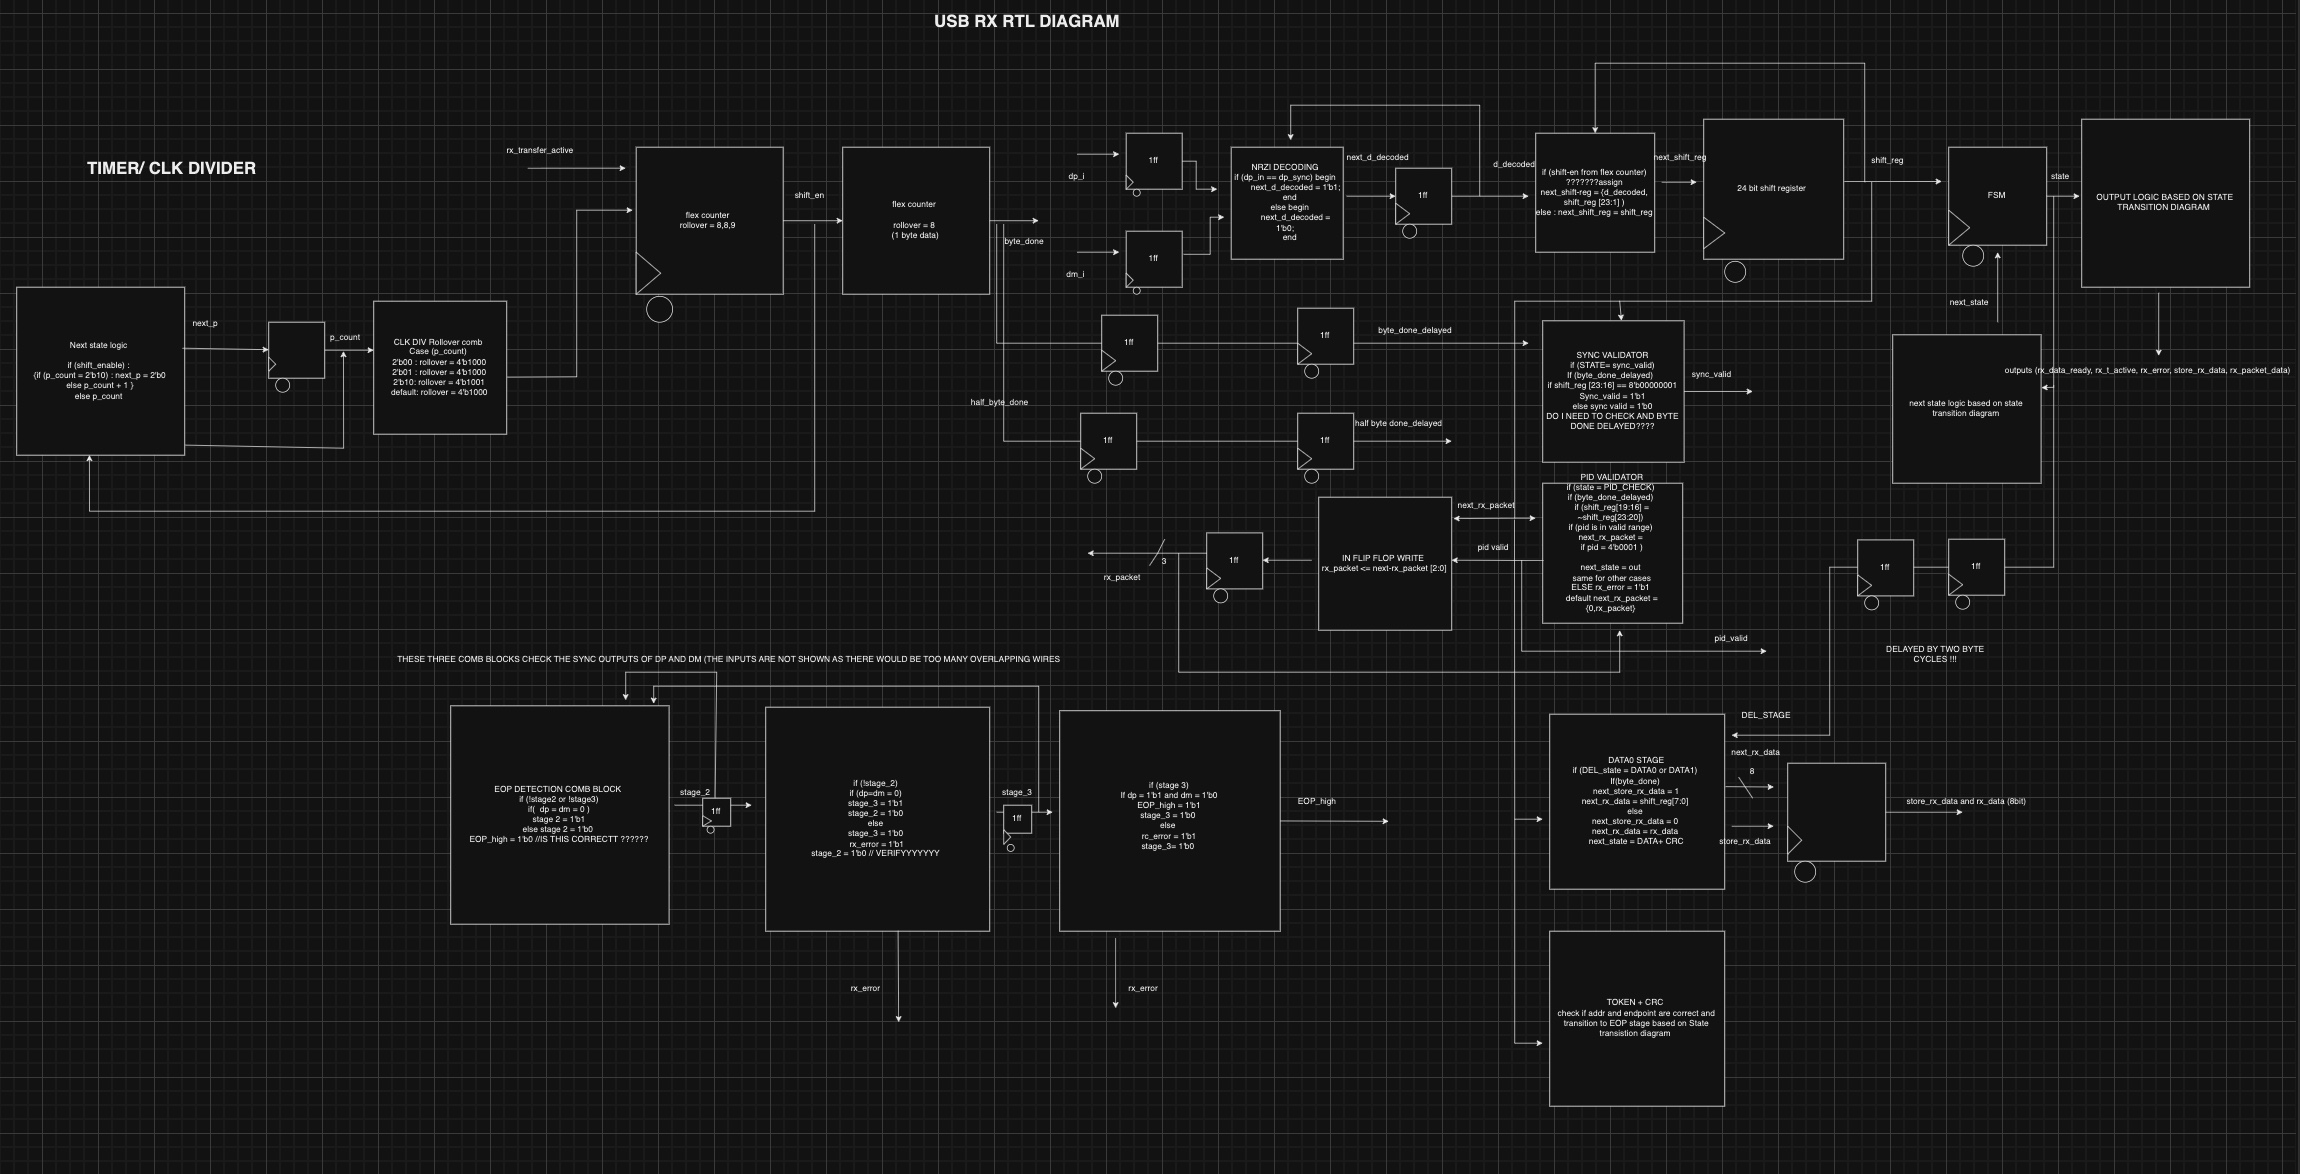 USB RX RTL DIAGRAM
TIMER/ CLK DIVIDER
rx_transfer_active
flex counter
rollover = 8,8,9
shift_en
flex counter
rollover = 8
(1 byte data)
byte_done
half_byte_done
Next state logic
if (shift_enable) :
{if (p_count = 2'b10) : next_p = 2'b0
else p_count + 1 }
else p_count
next_p
p_count
CLK DIV Rollover comb
Case (p_count)
2'b00 : rollover = 4'b1000
2'b01 : rollover = 4'b1000
2'b10: rollover = 4'b1001
default: rollover = 4'b1000
dp_i
dm_i
1ff
1ff
NRZI DECODING
if (dp_in == dp_sync) begin
next_d_decoded = 1'b1;
end
else begin
next_d_decoded =
1'b0;
end
next_d_decoded
1ff
d_decoded
if (shift-en from flex counter)
???????assign
next_shift-reg = {d_decoded,
shift_reg [23:1] )
else : next_shift_reg = shift_reg
next_shift_reg
24 bit shift register
shift_reg
FSM
state
OUTPUT LOGIC BASED ON STATE
TRANSITION DIAGRAM
next_state
outputs (rx_data_ready, rx_t_active, rx_error, store_rx_data, rx_packet_data)
next state logic based on state
transition diagram
1ff
1ff
byte_done_delayed
1ff
1ff
half byte done_delayed
SYNC VALIDATOR
if (STATE= sync_valid)
If (byte_done_delayed)
if shift_reg [23:16] == 8'b00000001
Sync_valid = 1'b1
else sync valid = 1'b0
DO I NEED TO CHECK AND BYTE
DONE DELAYED????
sync_valid
PID VALIDATOR
if (state = PID_CHECK)
if (byte_done_delayed)
if (shift_reg[19:16] =
~shift_reg[23:20])
if (pid is in valid range)
next_rx_packet =
if pid = 4'b0001 )
next_state = out
same for other cases
ELSE rx_error = 1'b1
default next_rx_packet =
{0,rx_packet}
next_rx_packet
pid valid
IN FLIP FLOP WRITE
rx_packet <= next-rx_packet [2:0]
1ff
3
rx_packet
pid_valid
1ff
1ff
DELAYED BY TWO BYTE
CYCLES !!!
THESE THREE COMB BLOCKS CHECK THE SYNC OUTPUTS OF DP AND DM (THE INPUTS ARE NOT SHOWN AS THERE WOULD BE TOO MANY OVERLAPPING WIRES
EOP DETECTION COMB BLOCK
if (!stage2 or !stage3)
if( dp = dm = 0 )
stage 2 = 1'b1
else stage 2 = 1'b0
EOP_high = 1'b0 //IS THIS CORRECTT ??????
stage_2
1ff
if (!stage_2)
if (dp=dm = 0)
stage_3 = 1'b1
stage_2 = 1'b0
else
stage_3 = 1'b0
rx_error = 1'b1
stage_2 = 1'b0 // VERIFYYYYYYY
stage_3
1ff
if (stage 3)
If dp = 1'b1 and dm = 1'b0
EOP_high = 1'b1
stage_3 = 1'b0
else
rc_error = 1'b1
stage_3= 1'b0
EOP_high
rx_error
rx_error
DEL_STAGE
DATA0 STAGE
if (DEL_state = DATA0 or DATA1)
If(byte_done)
next_store_rx_data = 1
next_rx_data = shift_reg[7:0]
else
next_store_rx_data = 0
next_rx_data = rx_data
next_state = DATA+ CRC
next_rx_data
8
store_rx_data
store_rx_data and rx_data (8bit)
TOKEN + CRC
check if addr and endpoint are correct and
transition to EOP stage based on State
transistion diagram